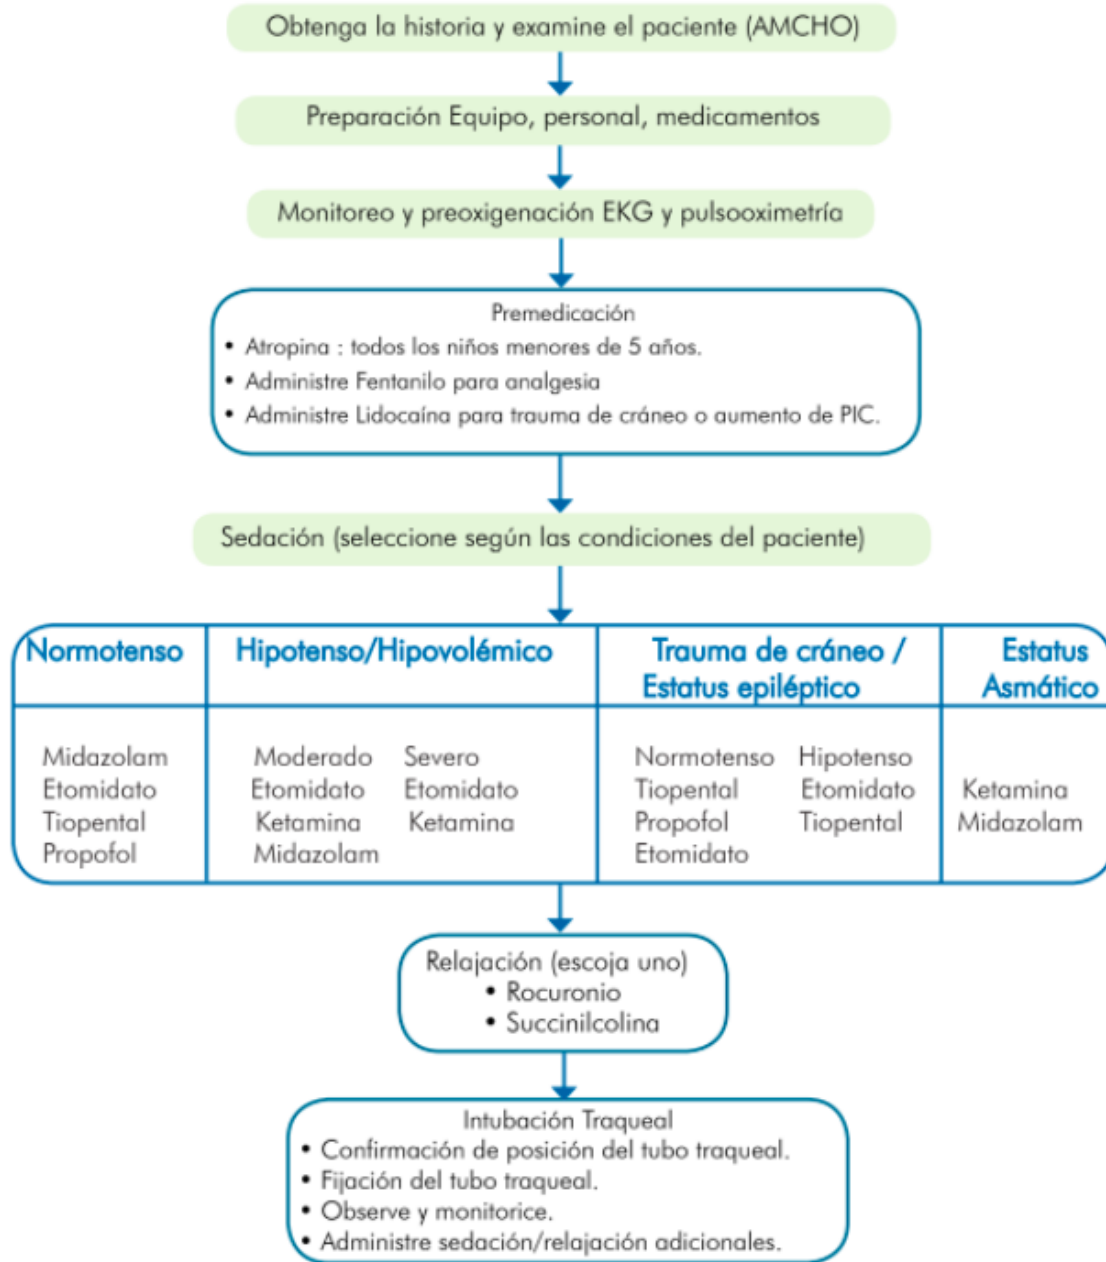 Obtenga la historia y examine el paciente (AMCHO)
Preparación Equipo, personal, medicamentos
Monitoreo y preoxigenación EKG y pulsooximetría
Premedicación
• Atropina : todos los niños menores de 5 años.
• Administre Fentanilo para analgesia
• Administre Lidocaína para trauma de cráneo o aumento de PIC.
Sedación (seleccione según las condiciones del paciente)
Normotenso
Midazolam
Etomidato
Tiopental
Propofol
Hipotenso/Hipovolémico
Moderado Severo
Etomidato Etomidato
Ketamina Ketamina
Midazolam
Trauma de cráneo /
Estatus epiléptico
Normotenso Hipotenso
Tiopental Etomidato
Propofol Tiopental
Etomidato
Estatus
Asmático
Ketamina
Midazolam
Relajación (escoja uno)
• Rocuronio
• Succinilcolina
Intubación Traqueal
• Confirmación de posición del tubo traqueal.
• Fijación del tubo traqueal.
• Observe y monitorice.
• Administre sedación/relajación adicionales.